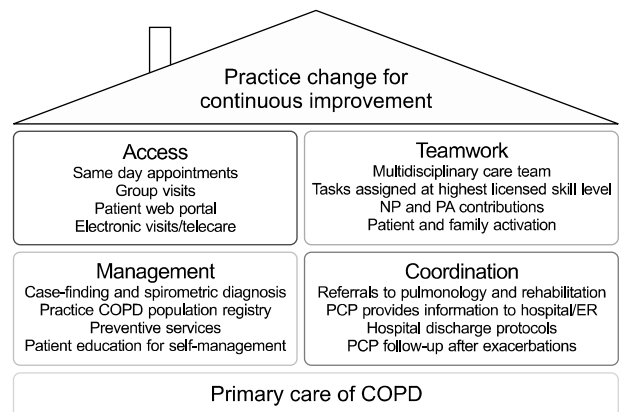 Practice change for
continuous improvement
Access
Same day appointments
Group visits
Patient web portal
Electronic visits/telecare
Teamwork
Multidisciplinary care team
Tasks assigned at highest licensed skill level
NP and PA contributions
Patient and family activation
Management
Case-finding and spirometric diagnosis
Practice COPD population registry
Preventive services
Patient education for self-management
Coordination
Referrals to pulmonology and rehabilitation
PCP provides information to hospital/ER
Hospital discharge protocols
PCP follow-up after exacerbations
Primary care of COPD